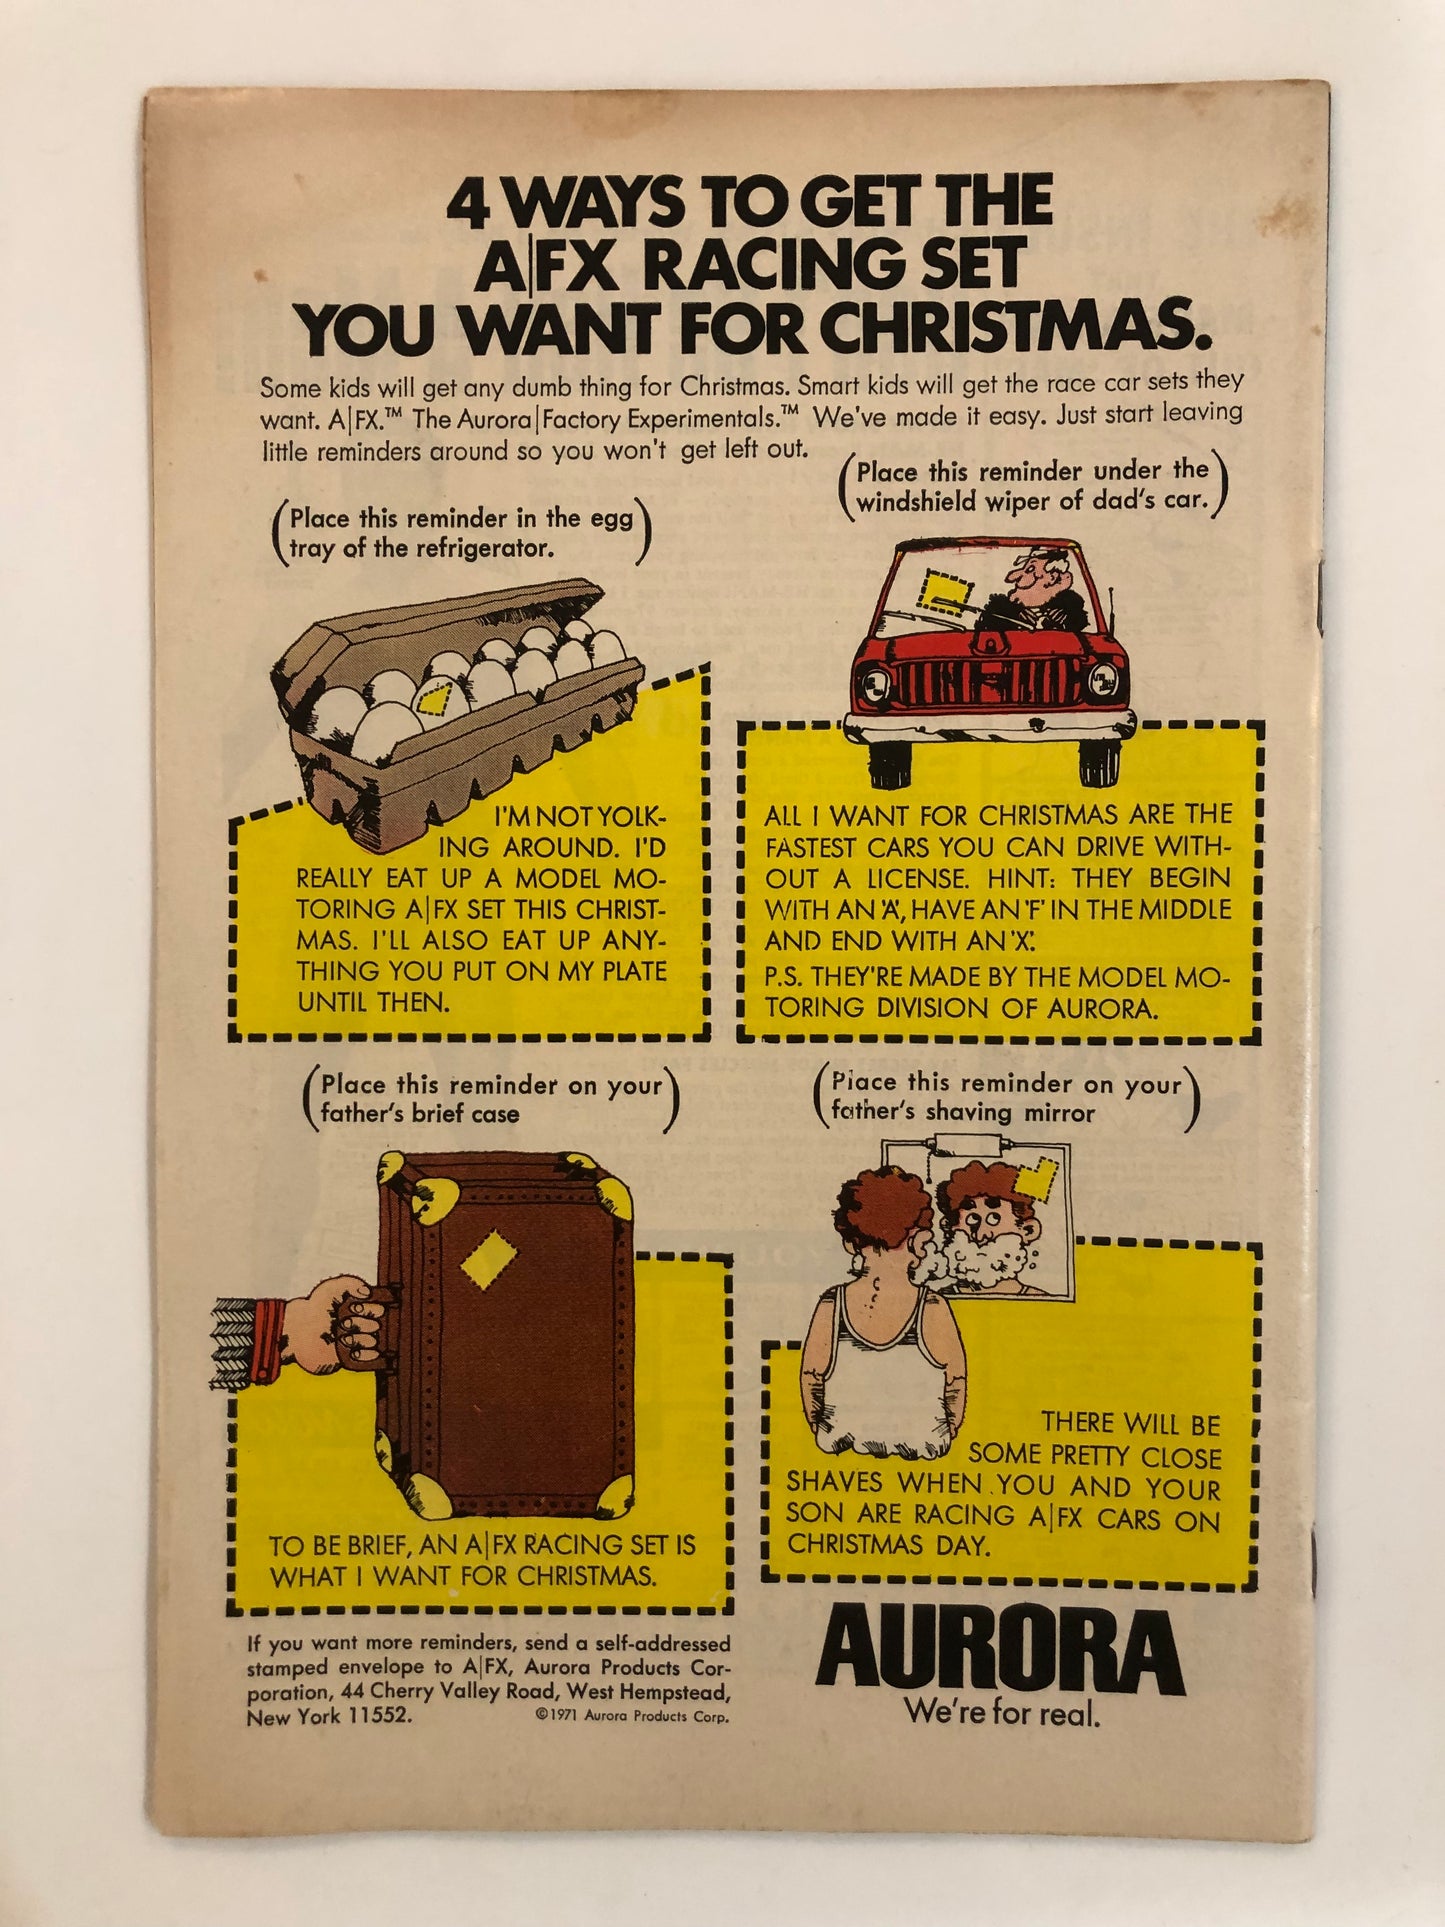 4 WAYS TO GET THE
A|FX RACING SET
YOU WANT FOR CHRISTMAS.
Some kids will get any dumb thing for Christmas. Smart kids will get the race car sets they
want. A|FX.™ The Aurora|Factory Experimentals.™ We've made it easy. Just start leaving
little reminders around so you won't get left out.
(Place this reminder in the egg
tray of the refrigerator.)
I'M NOT YOLK-
ING AROUND. I'D
REALLY EAT UP A MODEL MO-
TORING A|FX SET THIS CHRIST-
MAS. I'LL ALSO EAT UP ANY-
THING YOU PUT ON MY PLATE
UNTIL THEN.
(Place this reminder under the
windshield wiper of dad's car.)
ALL I WANT FOR CHRISTMAS ARE THE
FASTEST CARS YOU CAN DRIVE WITH-
OUT A LICENSE. HINT: THEY BEGIN
WITH AN 'A', HAVE AN 'F' IN THE MIDDLE
AND END WITH AN 'X'.
P.S. THEY'RE MADE BY THE MODEL MO-
TORING DIVISION OF AURORA.
(Place this reminder on your
father's brief case)
TO BE BRIEF, AN A|FX RACING SET IS
WHAT I WANT FOR CHRISTMAS.
(Place this reminder on your
father's shaving mirror)
THERE WILL BE
SOME PRETTY CLOSE
SHAVES WHEN YOU AND YOUR
SON ARE RACING A|FX CARS ON
CHRISTMAS DAY.
If you want more reminders, send a self-addressed
stamped envelope to A|FX, Aurora Products Cor-
poration, 44 Cherry Valley Road, West Hempstead,
New York 11552. ©1971 Aurora Products Corp.
AURORA
We're for real.